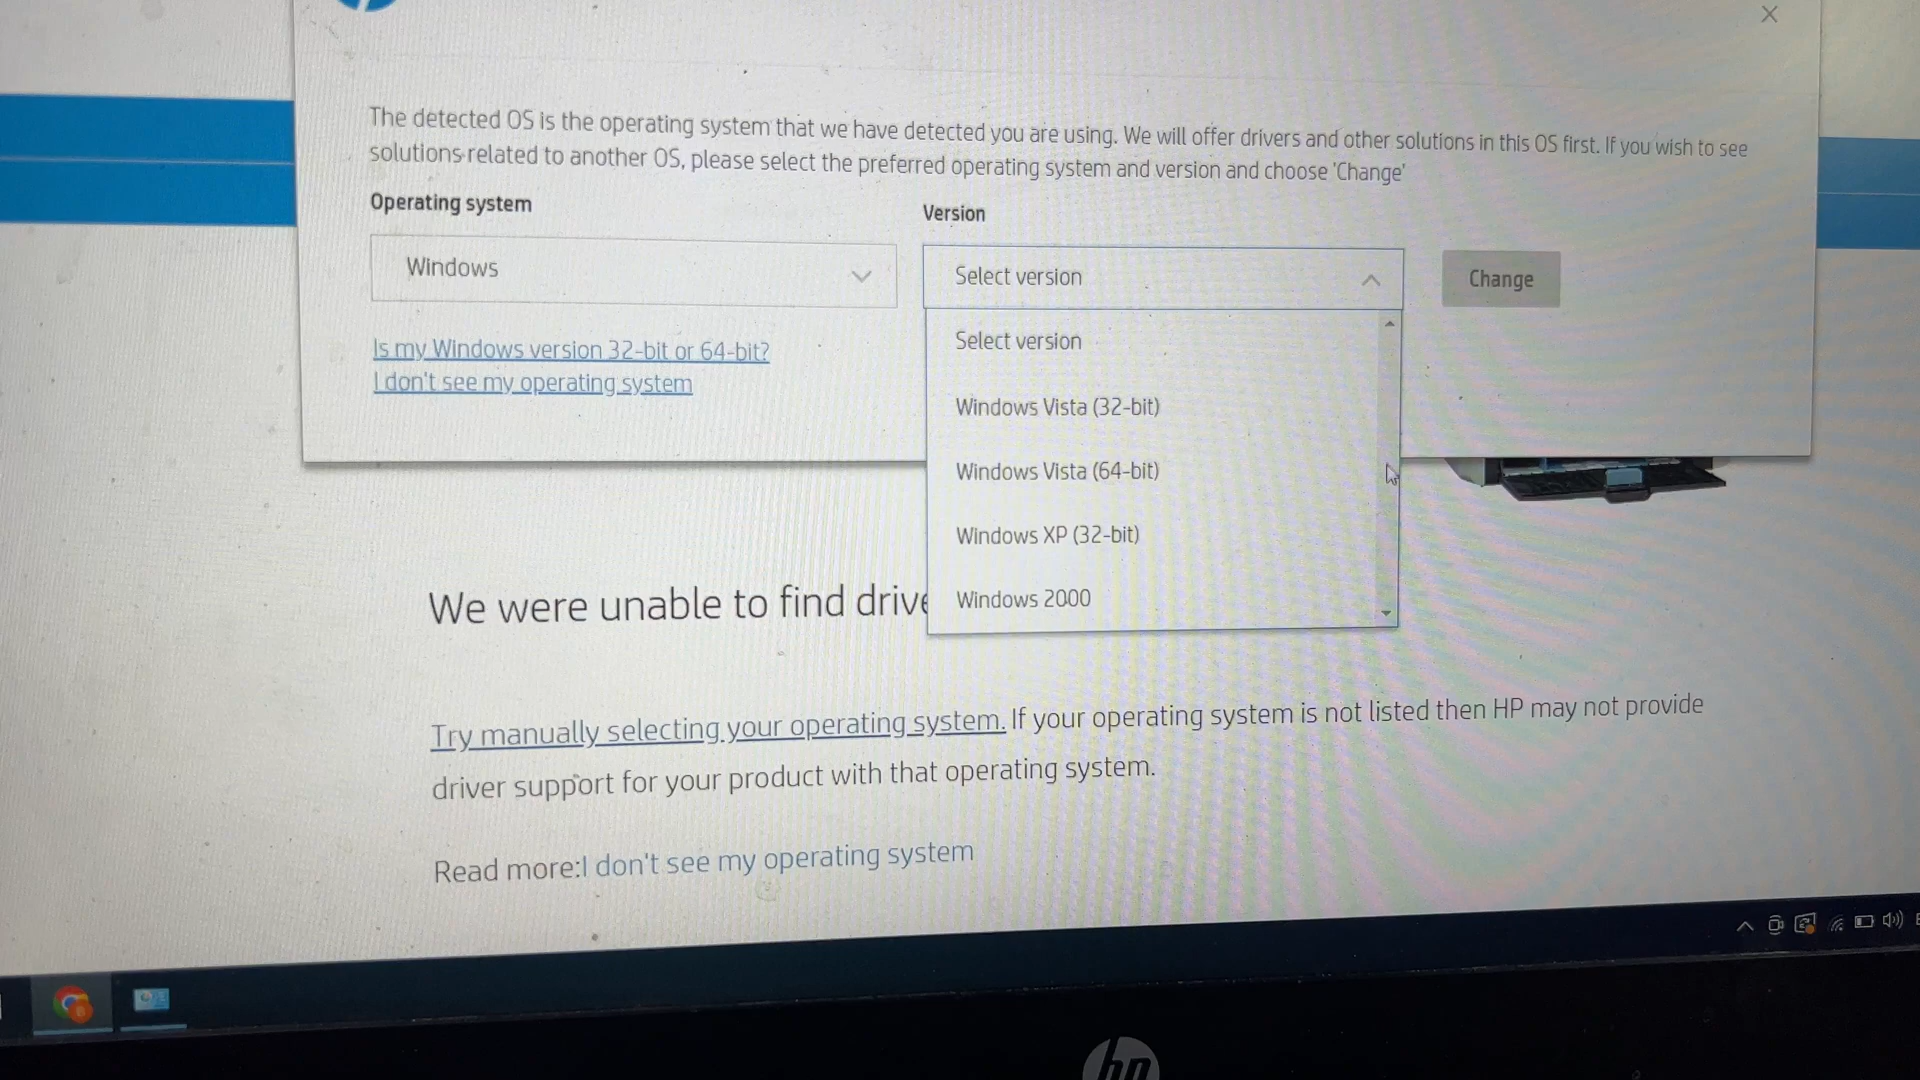 The detected OS is the operating system that we have detected you are using. We will offer drivers and other solutions in this OS first. If you wish to see
solutions related to another OS, please select the preferred operating system and version and choose 'Change'
Operating system
Version
Windows
Select version
Change
Is my Windows version 32-bit or 64-bit?
I don't see my operating system
Select version
Windows Vista (32-bit)
Windows Vista (64-bit)
Windows XP (32-bit)
Windows 2000
We were unable to find drive
Try manually selecting your operating system. If your operating system is not listed then HP may not provide
driver support for your product with that operating system.
Read more:I don't see my operating system
hp